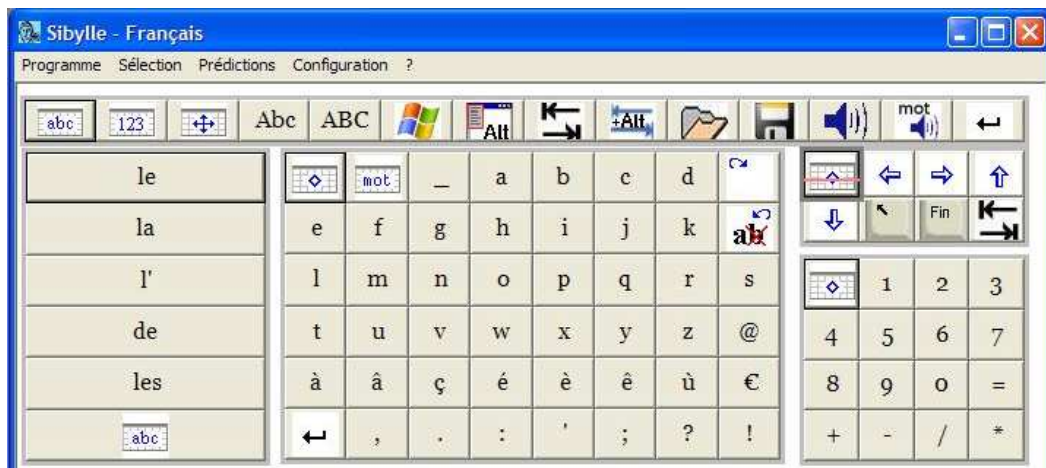 Sibylle - Français
Programme Sélection Prédictions Configuration ?
abc 123 Abc ABC Alt +Alt mot
le
la
l'
de
les
abc
mot _ a b c d
e f g h i j k ab
l m n o p q r s
t u v w x y z @
à â ç é è ê ù €
, . : ' ; ? !
Fin
1 2 3
4 5 6 7
8 9 0 =
+ - / *